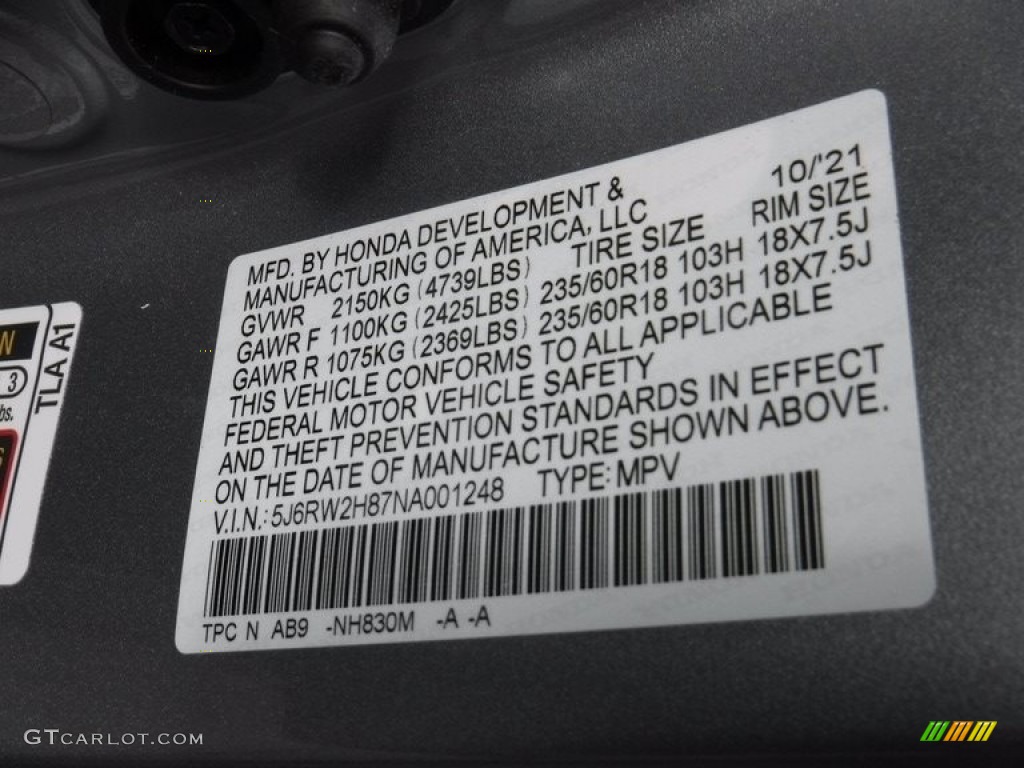 MFD. BY HONDA DEVELOPMENT & 10/'21
MANUFACTURING OF AMERICA, LLC
GVWR 2150KG (4739LBS) TIRE SIZE RIM SIZE
GAWR F 1100KG (2425LBS) 235/60R18 103H 18X7.5J
GAWR R 1075KG (2369LBS) 235/60R18 103H 18X7.5J
THIS VEHICLE CONFORMS TO ALL APPLICABLE
FEDERAL MOTOR VEHICLE SAFETY
AND THEFT PREVENTION STANDARDS IN EFFECT
ON THE DATE OF MANUFACTURE SHOWN ABOVE.
V.I.N.: 5J6RW2H87NA001248 TYPE: MPV
TPC N AB9 -NH830M -A -A
N
3
bs.
S
TLA A1
GTCARLOT.COM